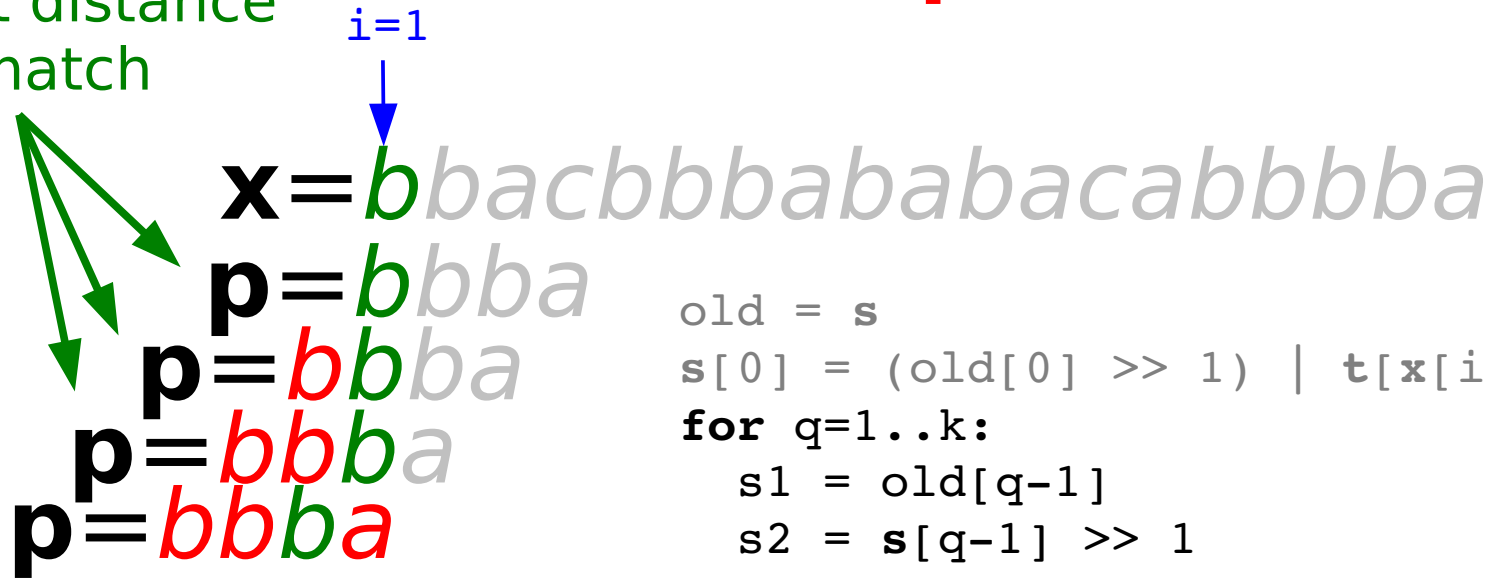 distance
i=1
match
x=bbacbbbababacabbbba
p=bbba
old = s
p=bbba
s[0] = (old[0] >> 1) | t[x[i
for q=1..k:
p=bbba
s1 = old[q-1]
p=bbba
s2 = s[q-1] >> 1